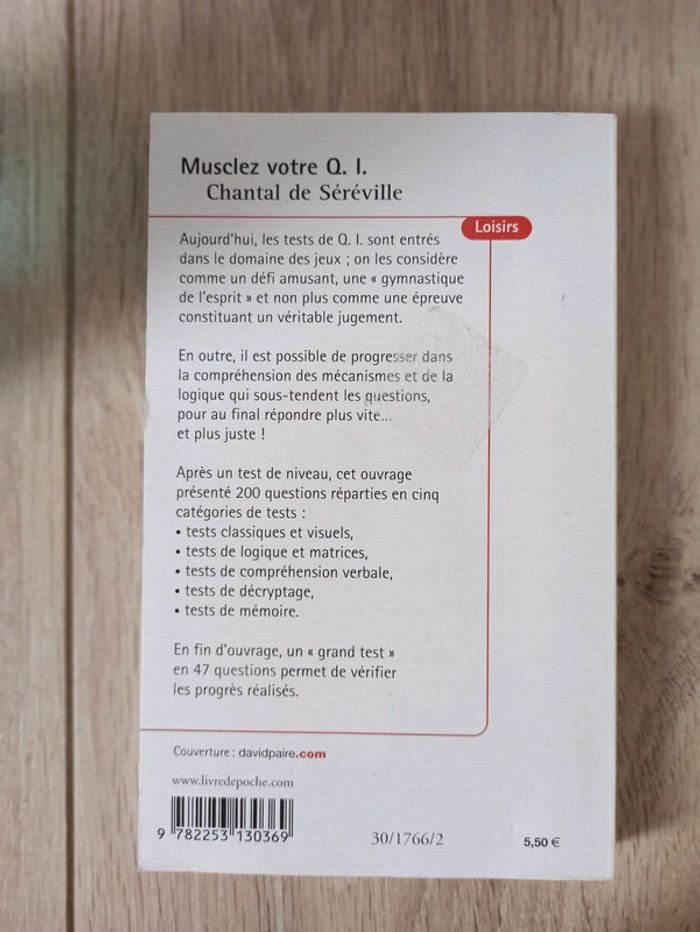 Musclez votre Q. I.
Chantal de Séréville
Loisirs
Aujourd'hui, les tests de Q. I. sont entrés
dans le domaine des jeux ; on les considère
comme un défi amusant, une « gymnastique
de l'esprit » et non plus comme une épreuve
constituant un véritable jugement.
En outre, il est possible de progresser dans
la compréhension des mécanismes et de la
logique qui sous-tendent les questions,
pour au final répondre plus vite...
et plus juste !
Après un test de niveau, cet ouvrage
présenté 200 questions réparties en cinq
catégories de tests :
• tests classiques et visuels,
• tests de logique et matrices,
• tests de compréhension verbale,
• tests de décryptage,
• tests de mémoire.
En fin d'ouvrage, un « grand test »
en 47 questions permet de vérifier
les progrès réalisés.
Couverture : davidpaire.com
www.livredepoche.com
9 782253 130369
30/1766/2
5,50 €